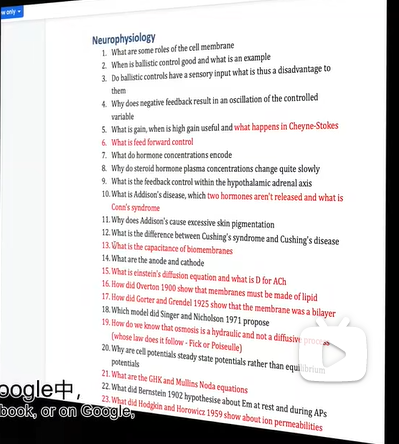 w only
Neurophysiology
1. What are some roles of the cell membrane
2. When is ballistic control good and what is an example
3. Do ballistic controls have a sensory input what is thus a disadvantage to
them
4. Why does negative feedback result in an oscillation of the controlled
variable
5. What is gain, when is high gain useful and what happens in Cheyne-Stokes
6. What is feed forward control
7. What do hormone concentrations encode
8. Why do steroid hormone plasma concentrations change quite slowly
9. What is the feedback control within the hypothalamic adrenal axis
10. What is Addison's disease, which two hormones aren't released and what is
Conn's syndrome
11. Why does Addison's cause excessive skin pigmentation
12. What is the difference between Cushing's syndrome and Cushing's disease
13. What is the capacitance of biomembranes
14. What are the anode and cathode
15. What is einstein's diffusion equation and what is D for ACh
16. How did Overton 1900 show that membranes must be made of lipid
17. How did Gorter and Grendel 1925 show that the membrane was a bilayer
18. Which model did Singer and Nicholson 1971 propose
19. How do we know that osmosis is a hydraulic and not a diffusive process
(whose law does it follow - Fick or Poiseulle)
20. Why are cell potentials steady state potentials rather than equilibrium
potentials
21. What are the GHK and Mullins Noda equations
22. What did Bernstein 1902 hypothesise about Em at rest and during APs
23. What did Hodgkin and Horowicz 1959 show about ion permeabilities
oogle中,
book, or on Google,